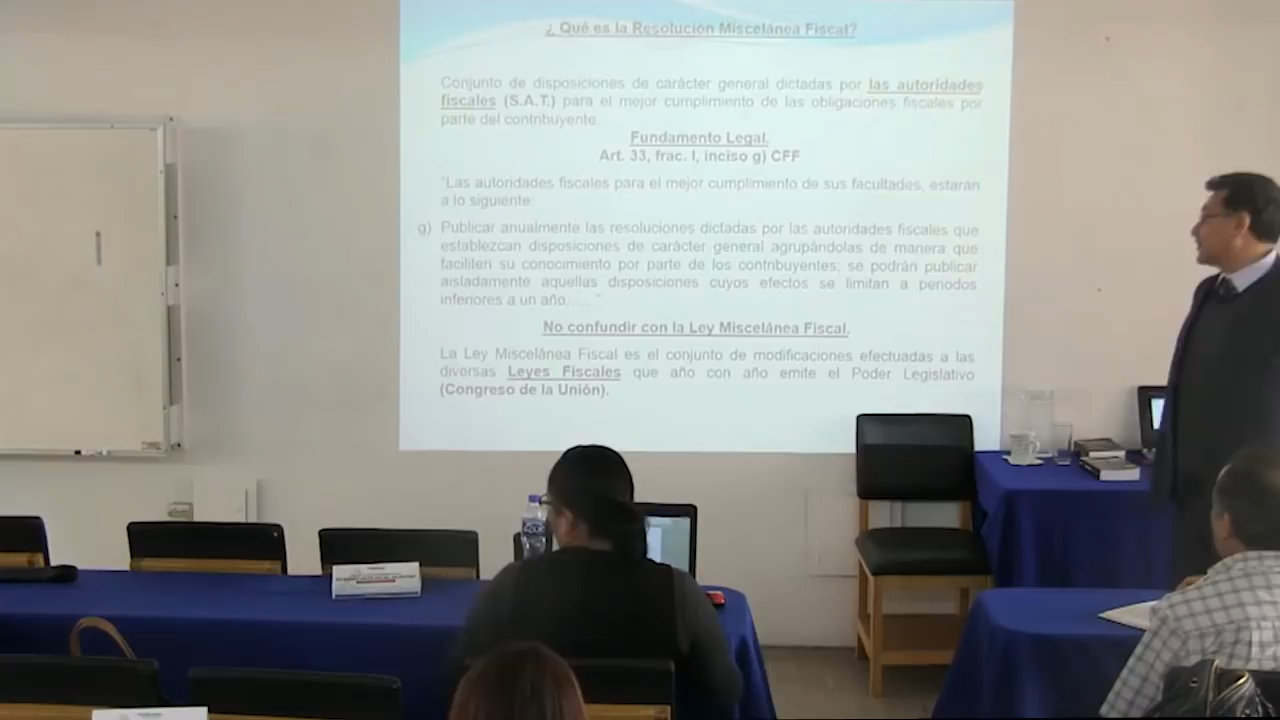 ¿ Qué es la Resolución Miscelánea Fiscal?
Conjunto de disposiciones de carácter general dictadas por las autoridades
fiscales (S.A.T.) para el mejor cumplimiento de las obligaciones fiscales por
parte del contribuyente.
Fundamento Legal.
Art. 33, frac. I, inciso g) CFF
"Las autoridades fiscales para el mejor cumplimiento de sus facultades, estarán
a lo siguiente:
g) Publicar anualmente las resoluciones dictadas por las autoridades fiscales que
establezcan disposiciones de carácter general agrupándolas de manera que
faciliten su conocimiento por parte de los contribuyentes; se podrán publicar
aisladamente aquellas disposiciones cuyos efectos se limitan a periodos
inferiores a un año. ...."
No confundir con la Ley Miscelánea Fiscal.
La Ley Miscelánea Fiscal es el conjunto de modificaciones efectuadas a las
diversas Leyes Fiscales que año con año emite el Poder Legislativo
(Congreso de la Unión).